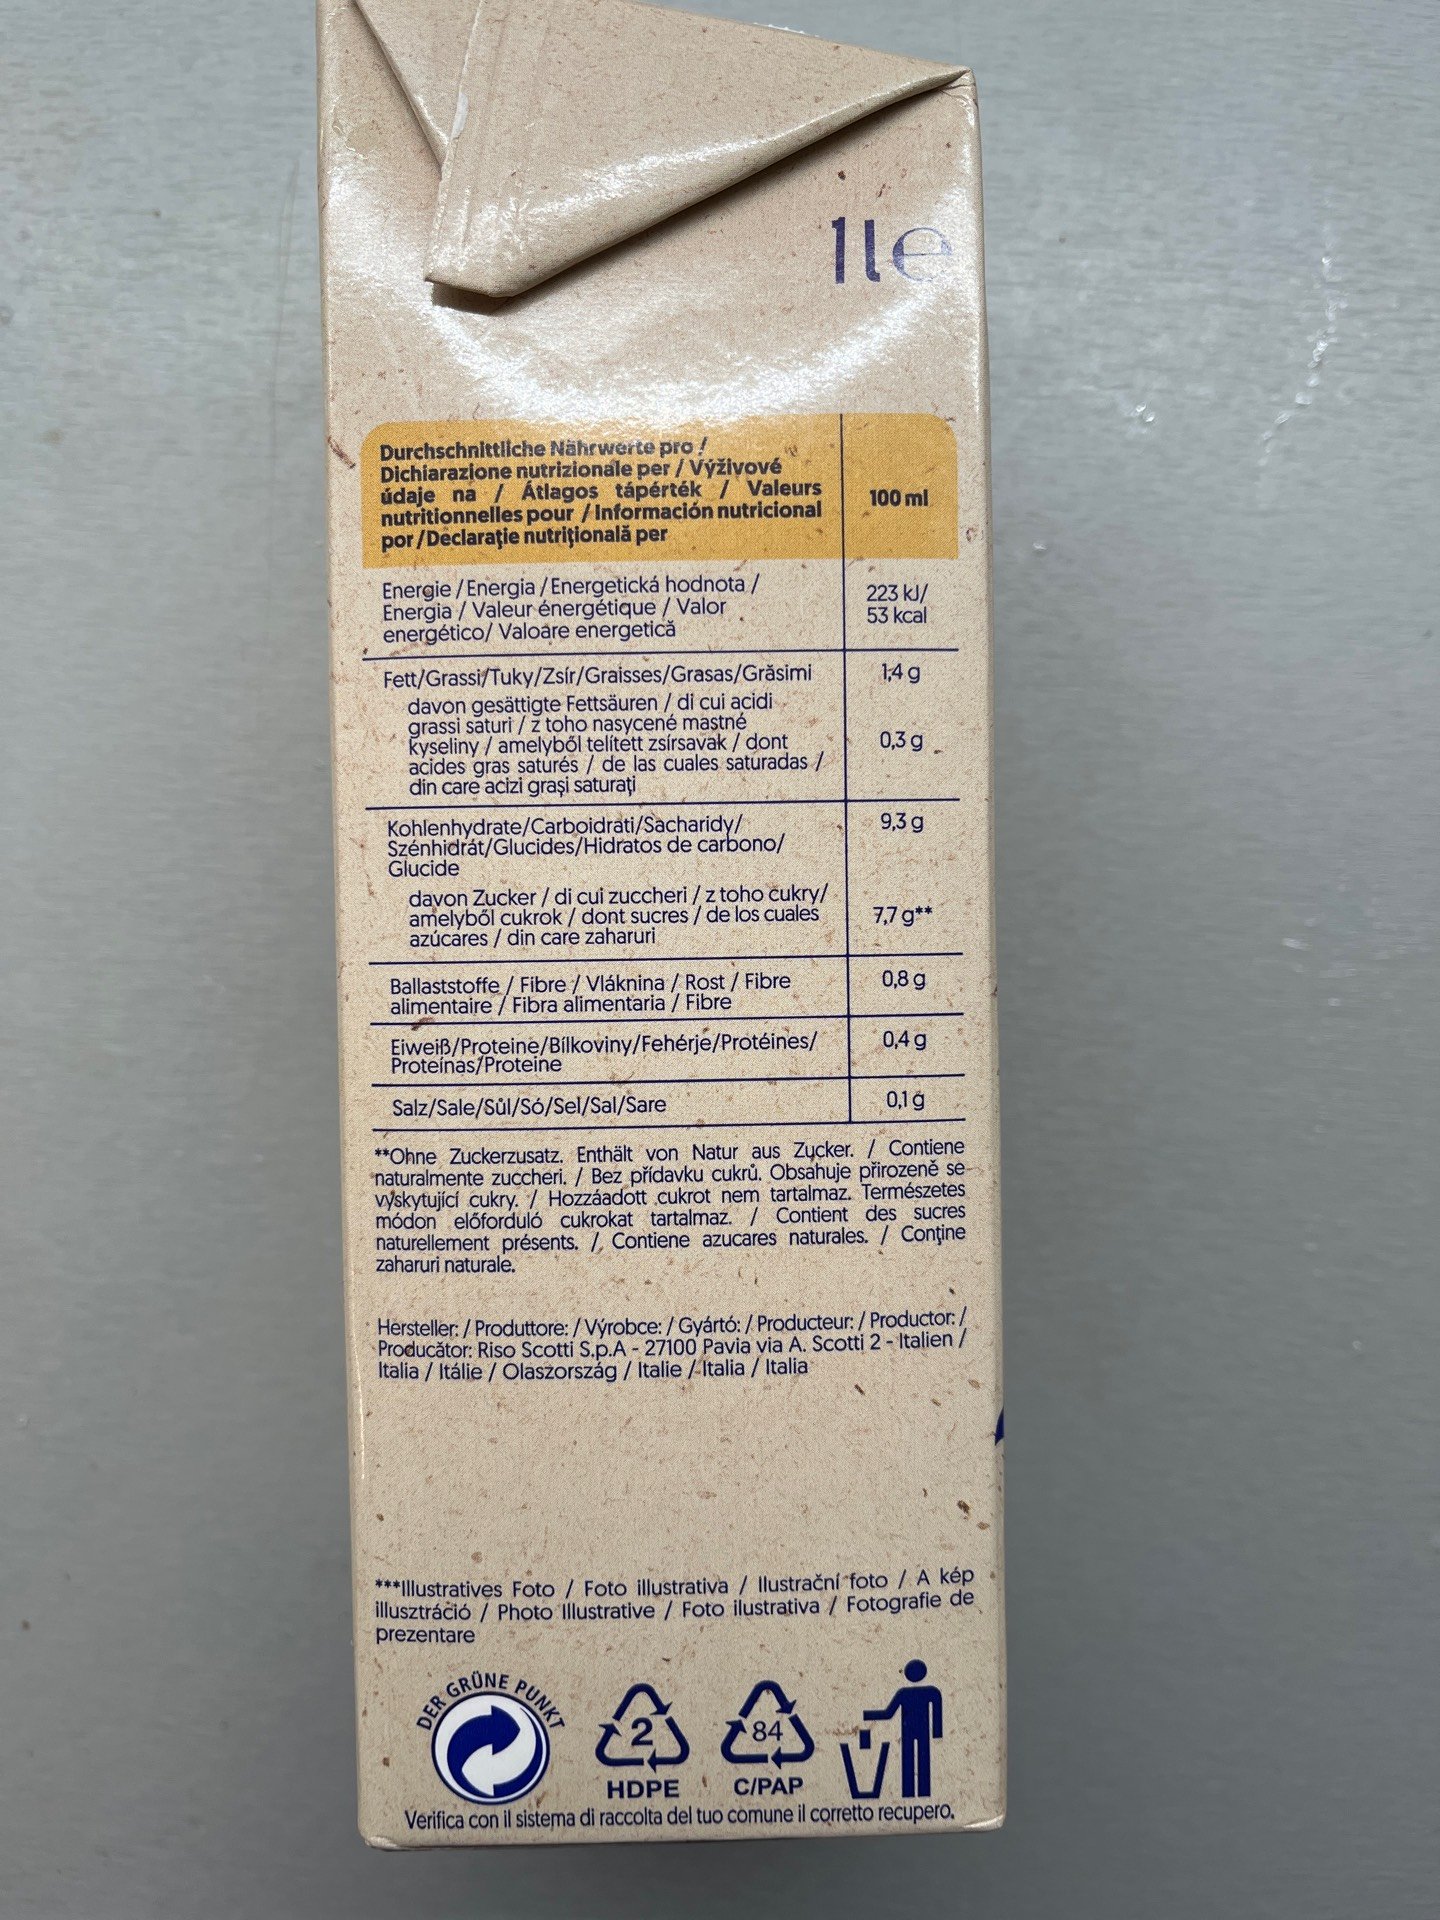 1le
Durchschnittliche Nährwerte pro /
Dichiarazione nutrizionale per / Výživové
údaje na / Átlagos tápérték / Valeurs
nutritionnelles pour / Información nutricional
por/Declarație nutrițională per
100 ml
Energie / Energia / Energetická hodnota /
Energia / Valeur énergétique / Valor
energético/ Valoare energetică
223 kJ/
53 kcal
Fett/Grassi/Tuky/Zsír/Graisses/Grasas/Grăsimi
1,4 g
davon gesättigte Fettsäuren / di cui acidi
grassi saturi / z toho nasycené mastné
kyseliny / amelyből telített zsírsavak / dont
acides gras saturés / de las cuales saturadas /
din care acizi grași saturați
0,3 g
Kohlenhydrate/Carboidrati/Sacharidy/
Szénhidrát/Glucides/Hidratos de carbono/
Glucide
9,3 g
davon Zucker / di cui zuccheri / z toho cukry/
amelyből cukrok / dont sucres / de los cuales
azúcares / din care zaharuri
7,7 g**
Ballaststoffe / Fibre / Vláknina / Rost / Fibre
alimentaire / Fibra alimentaria / Fibre
0,8 g
Eiweiß/Proteine/Bílkoviny/Fehérje/Protéines/
Proteínas/Proteine
0,4 g
Salz/Sale/Sůl/Só/Sel/Sal/Sare
0,1 g
**Ohne Zuckerzusatz. Enthält von Natur aus Zucker. / Contiene
naturalmente zuccheri. / Bez přídavku cukrů. Obsahuje přirozeně se
vyskytující cukry. / Hozzáadott cukrot nem tartalmaz. Természetes
módon előforduló cukrokat tartalmaz. / Contient des sucres
naturellement présents. / Contiene azucares naturales. / Conține
zaharuri naturale.
Hersteller: / Produttore: / Výrobce: / Gyártó: / Producteur: / Productor: /
Producător: Riso Scotti S.p.A - 27100 Pavia via A. Scotti 2 - Italien /
Italia / Itálie / Olaszország / Italie / Italia / Italia
***Illustratives Foto / Foto illustrativa / Ilustrační foto / A kép
illusztráció / Photo Illustrative / Foto ilustrativa / Fotografie de
prezentare
DER GRÜNE PUNKT
2
HDPE
84
C/PAP
Verifica con il sistema di raccolta del tuo comune il corretto recupero.